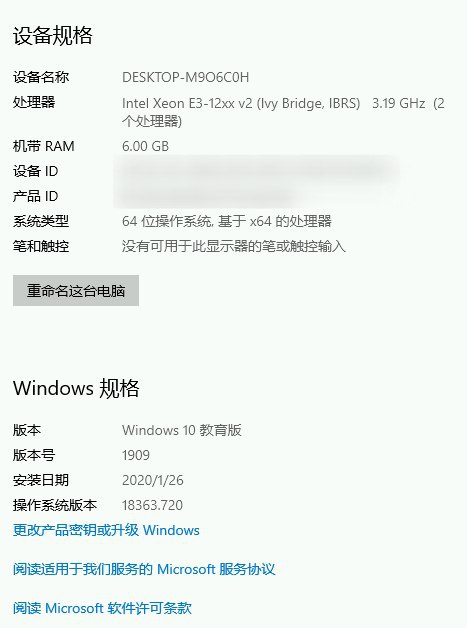 设备规格
设备名称 DESKTOP-M9O6C0H
处理器 Intel Xeon E3-12xx v2 (Ivy Bridge, IBRS) 3.19 GHz (2
个处理器)
机带 RAM 6.00 GB
设备 ID
产品 ID
系统类型 64 位操作系统, 基于 x64 的处理器
笔和触控 没有可用于此显示器的笔或触控输入
重命名这台电脑
Windows 规格
版本 Windows 10 教育版
版本号 1909
安装日期 2020/1/26
操作系统版本 18363.720
更改产品密钥或升级 Windows
阅读适用于我们服务的 Microsoft 服务协议
阅读 Microsoft 软件许可条款